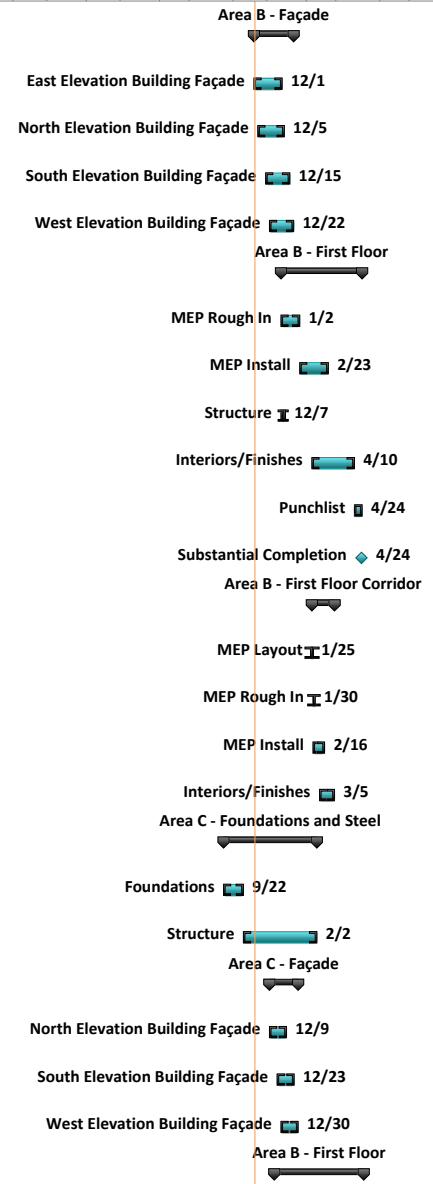 Area B - Façade
East Elevation Building Façade 12/1
North Elevation Building Façade 12/5
South Elevation Building Façade 12/15
West Elevation Building Façade 12/22
Area B - First Floor
MEP Rough In 1/2
MEP Install 2/23
Structure 12/7
Interiors/Finishes 4/10
Punchlist 4/24
Substantial Completion 4/24
Area B - First Floor Corridor
MEP Layout 1/25
MEP Rough In 1/30
MEP Install 2/16
Interiors/Finishes 3/5
Area C - Foundations and Steel
Foundations 9/22
Structure 2/2
Area C - Façade
North Elevation Building Façade 12/9
South Elevation Building Façade 12/23
West Elevation Building Façade 12/30
Area B - First Floor